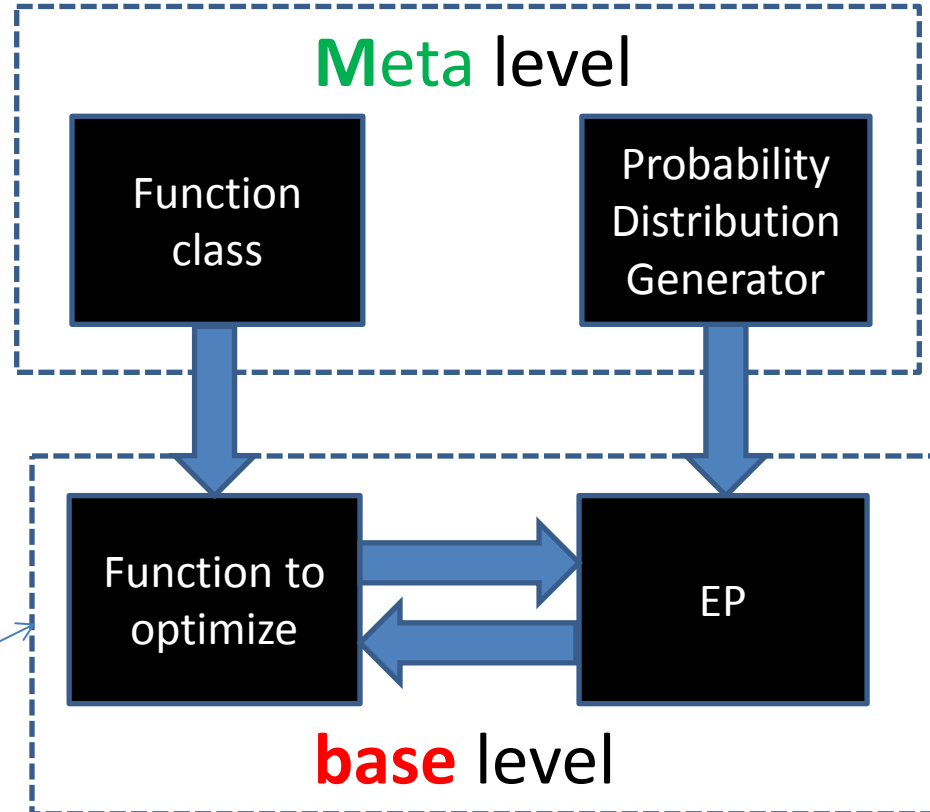 Meta level
Function
class
Probability
Distribution
Generator
Function to
optimize
EP
base level